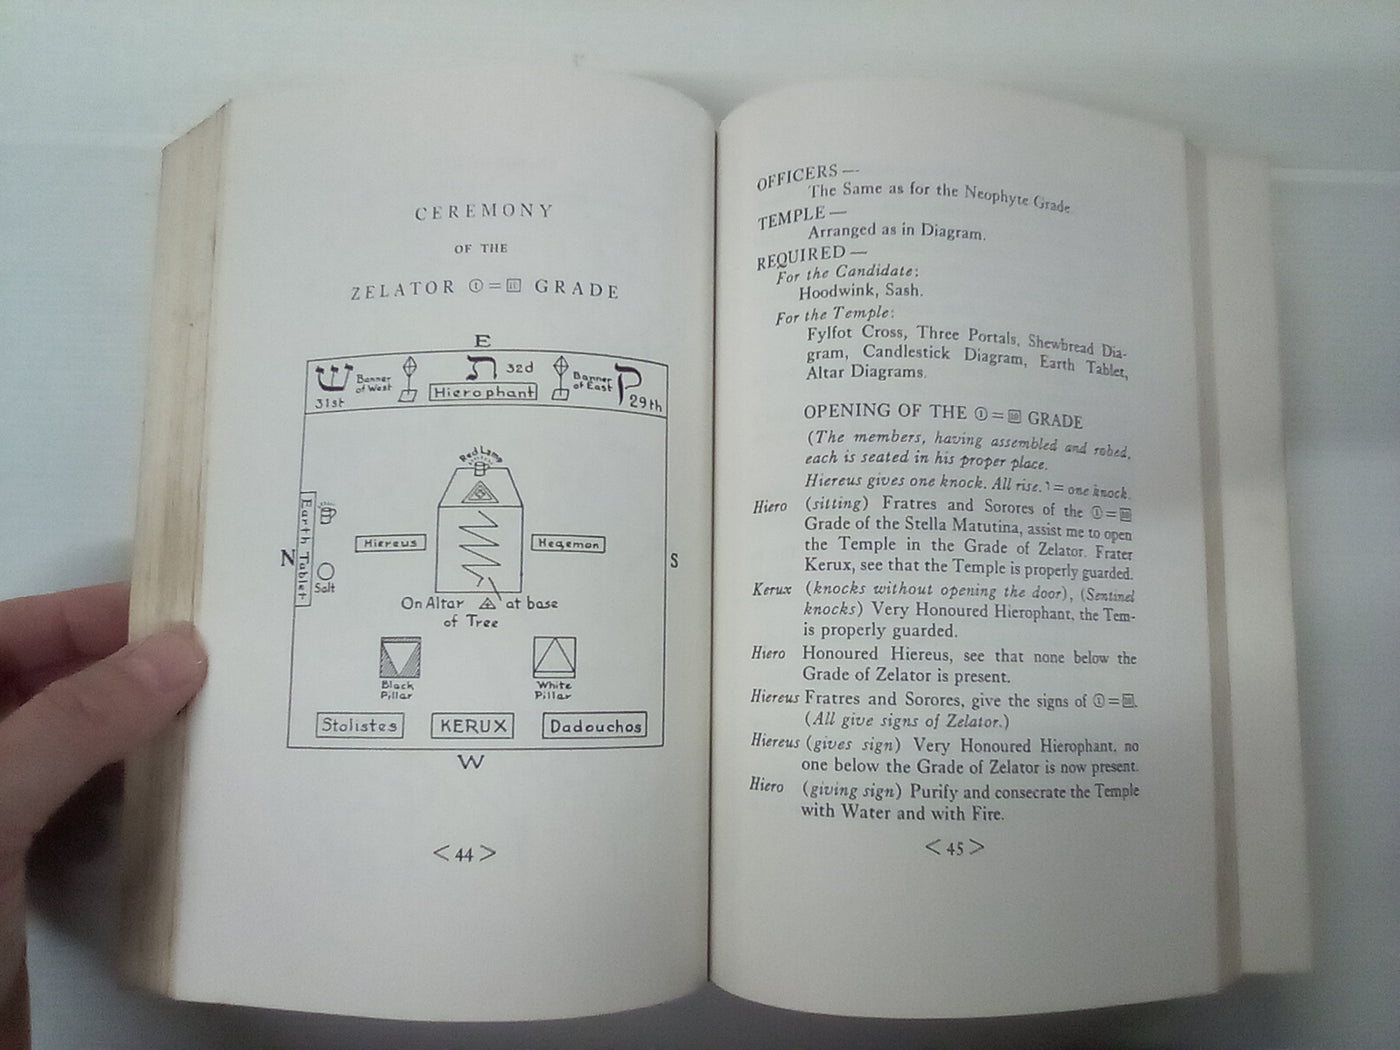 CEREMONY
OF THE
ZELATOR ①=⑩ GRADE
E
ש
31st
Banner
of West
ת 32d
Hierophant
Banner
of East
ק
29th
Red Lamp
N
Earth Tablet
Salt
Hiereus
Hegemon
S
On Altar at base
of Tree
Black
Pillar
White
Pillar
Stolistes
KERUX
Dadouchos
W
<44>
OFFICERS —
The Same as for the Neophyte Grade
TEMPLE —
Arranged as in Diagram.
REQUIRED —
For the Candidate:
Hoodwink, Sash.
For the Temple:
Fylfot Cross, Three Portals, Shewbread Dia-
gram, Candlestick Diagram, Earth Tablet,
Altar Diagrams.
OPENING OF THE ①=⑩ GRADE
(The members, having assembled and robed,
each is seated in his proper place.
Hiereus gives one knock. All rise. 1 = one knock.
Hiero (sitting) Fratres and Sorores of the ①=⑩
Grade of the Stella Matutina, assist me to open
the Temple in the Grade of Zelator. Frater
Kerux, see that the Temple is properly guarded.
Kerux (knocks without opening the door), (Sentinel
knocks) Very Honoured Hierophant, the Tem-
is properly guarded.
Hiero Honoured Hiereus, see that none below the
Grade of Zelator is present.
Hiereus Fratres and Sorores, give the signs of ①=⑩.
(All give signs of Zelator.)
Hiereus (gives sign) Very Honoured Hierophant, no
one below the Grade of Zelator is now present.
Hiero (giving sign) Purify and consecrate the Temple
with Water and with Fire.
<45>